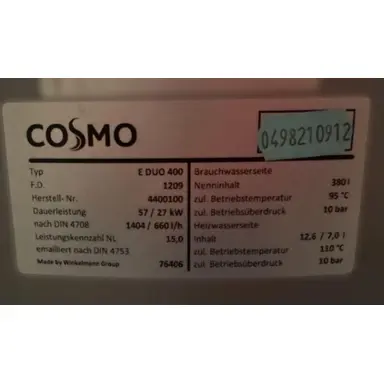 COSMO
0498210912
Typ E DUO 400
F.D. 1209
Herstell- Nr. 4400100
Dauerleistung 57 / 27 kW
nach DIN 4708 1404 / 660 l/h
Leistungskennzahl NL 15,0
emailliert nach DIN 4753
Made by Winkelmann Group 76406
Brauchwasserseite
Nenninhalt 380 l
zul. Betriebstemperatur 95 °C
zul. Betriebsüberdruck 10 bar
Heizwasserseite
Inhalt 12,6 / 7,0 l
zul. Betriebstemperatur 110 °C
zul. Betriebsüberdruck 10 bar